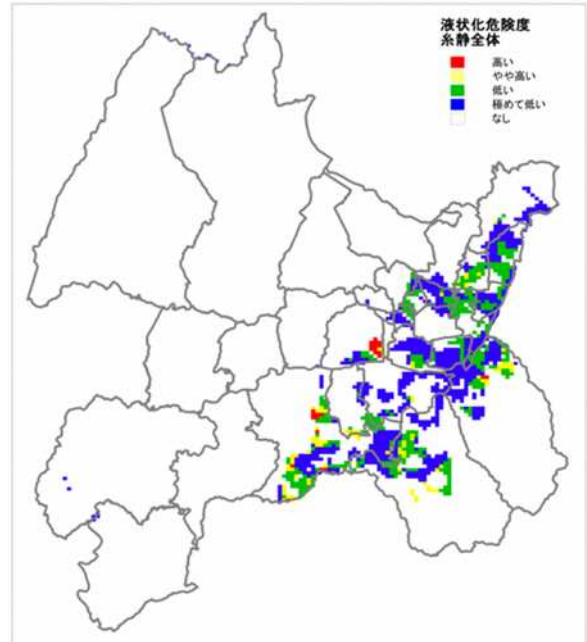 液状化危険度
糸静全体
高い
やや高い
低い
極めて低い
なし